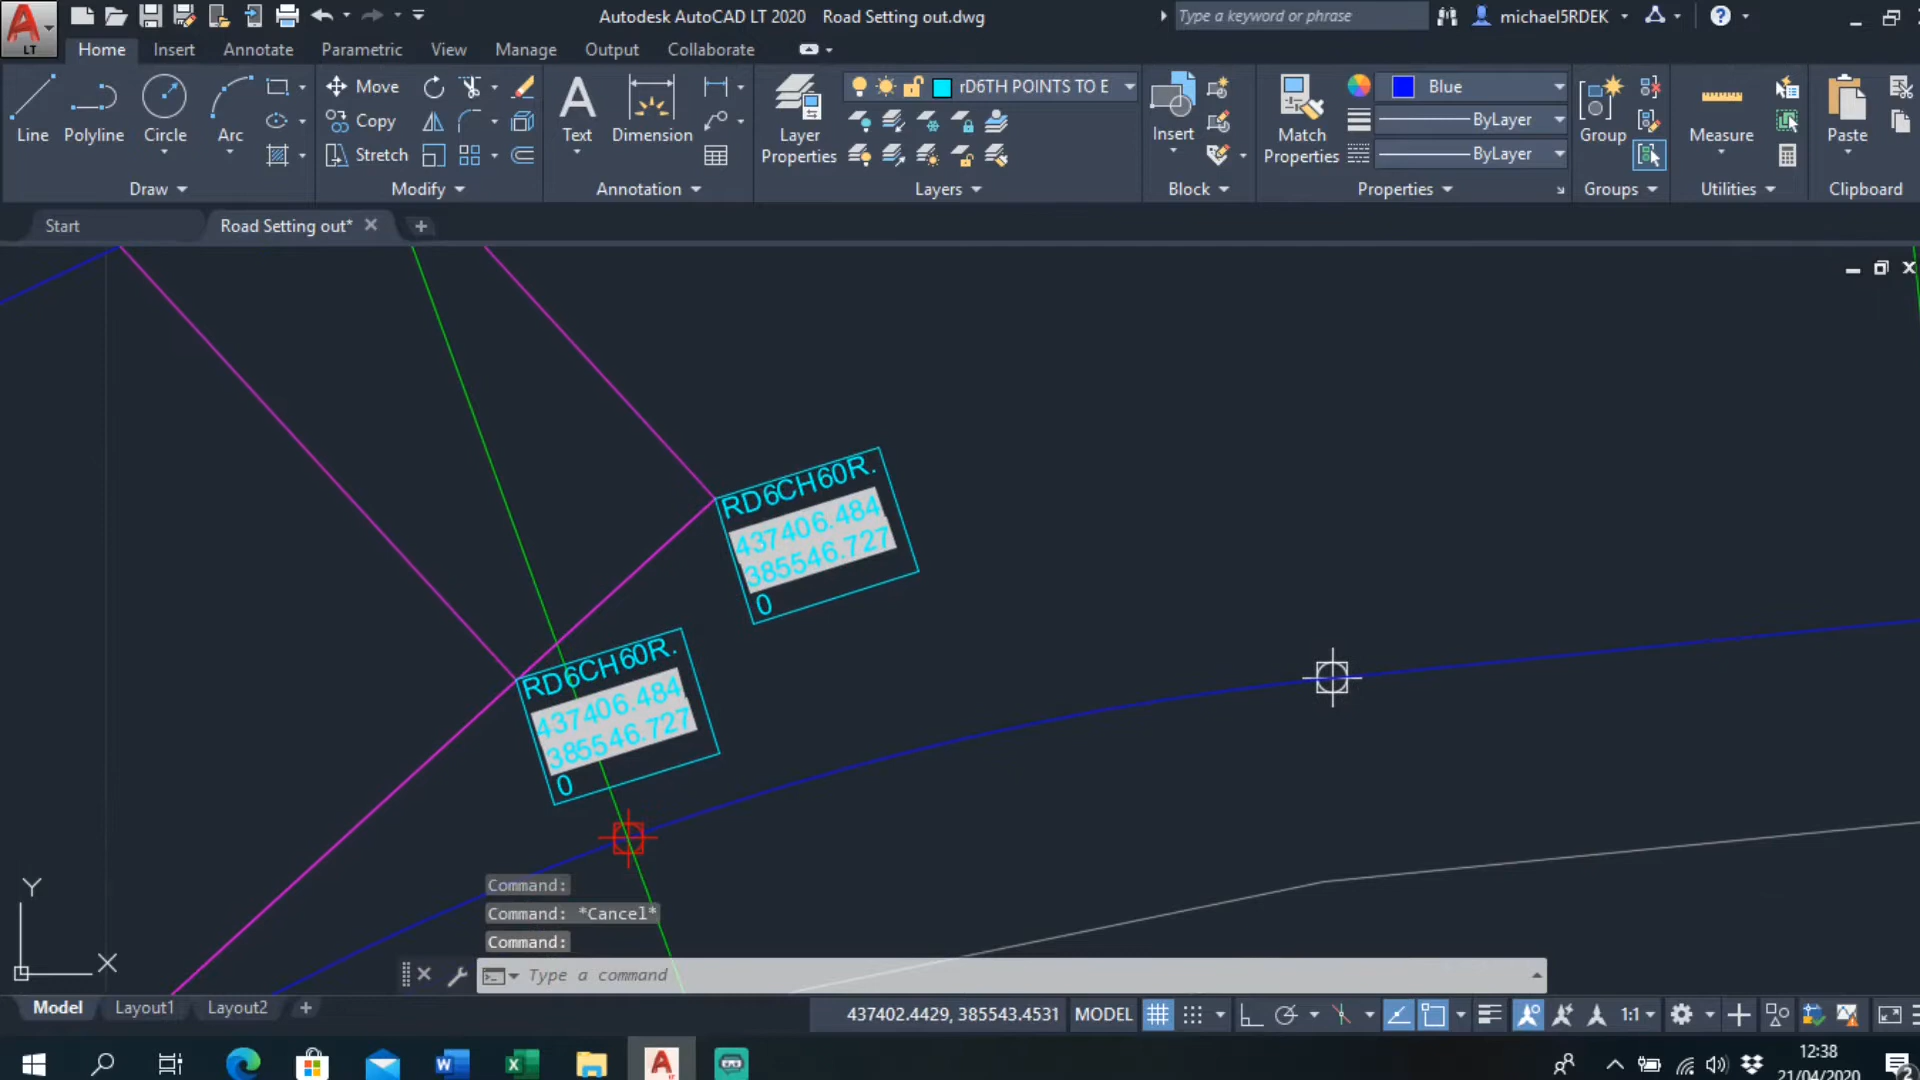 Autodesk AutoCAD LT 2020 Road Setting out.dwg
Type a keyword or phrase
michael5RDEK
LT
Home Insert Annotate Parametric View Manage Output Collaborate
Line Polyline Circle Arc
Move
Copy
Stretch
Text Dimension
Layer Properties
rD6TH POINTS TO E
Insert
Match Properties
Blue
ByLayer
ByLayer
Group
Measure
Paste
Draw Modify Annotation Layers Block Properties Groups Utilities Clipboard
Start Road Setting out*
RD6CH60R.
437406.484
385546.727
0
RD6CH60R.
437406.484
385546.727
0
Command:
Command: *Cancel*
Command:
Type a command
Y
X
Model Layout1 Layout2
437402.4429, 385543.4531 MODEL 1:1
12:38
21/04/2020
2